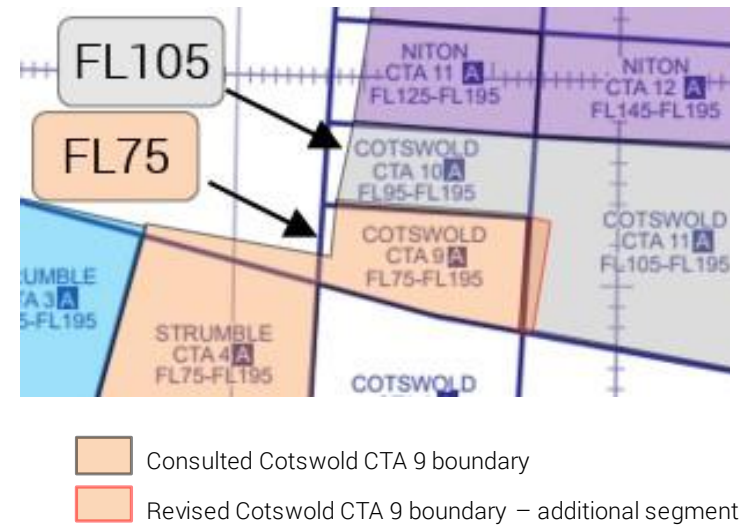 FL105
FL75
NITON
CTA 11 A
FL125-FL195
NITON
CTA 12 A
FL145-FL195
COTSWOLD
CTA 10 A
FL95-FL195
COTSWOLD
CTA 11 A
FL105-FL195
COTSWOLD
CTA 9 A
FL75-FL195
UMBLE
A 3 A
5-FL195
STRUMBLE
CTA 4 A
FL75-FL195
COTSWOLD
Consulted Cotswold CTA 9 boundary
Revised Cotswold CTA 9 boundary – additional segment